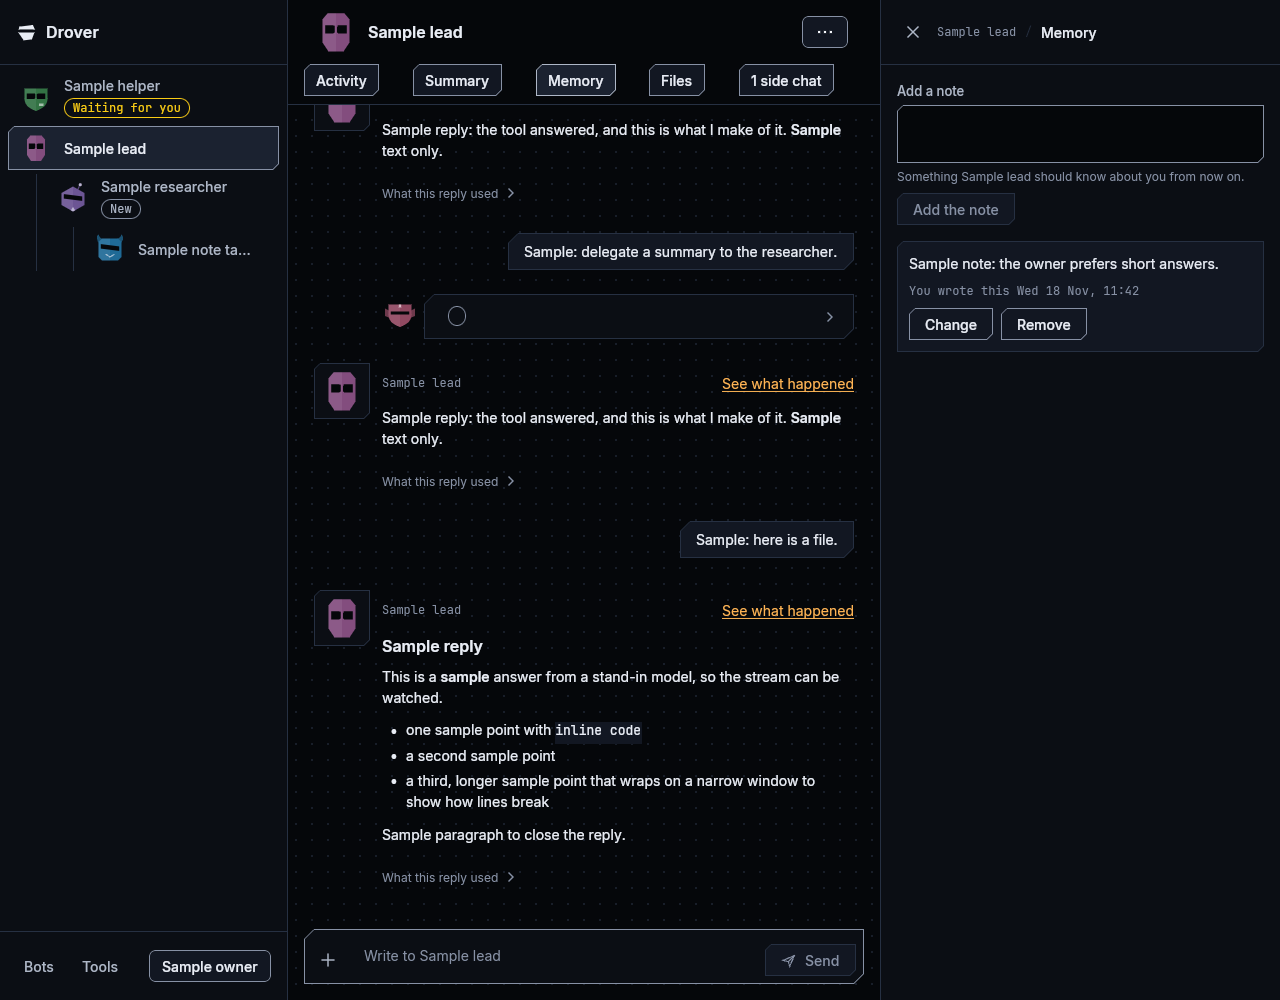 Drover
Sample helper
Waiting for you
Sample lead
Sample researcher
New
Sample note ta...
Bots
Tools
Sample owner
Sample lead
...
Activity
Summary
Memory
Files
1 side chat
Sample reply: the tool answered, and this is what I make of it. Sample
text only.
What this reply used
Sample: delegate a summary to the researcher.
Sample lead
See what happened
Sample reply: the tool answered, and this is what I make of it. Sample
text only.
What this reply used
Sample: here is a file.
Sample lead
See what happened
Sample reply
This is a sample answer from a stand-in model, so the stream can be
watched.
• one sample point with inline code
• a second sample point
• a third, longer sample point that wraps on a narrow window to
show how lines break
Sample paragraph to close the reply.
What this reply used
Write to Sample lead
Send
Sample lead / Memory
Add a note
Something Sample lead should know about you from now on.
Add the note
Sample note: the owner prefers short answers.
You wrote this Wed 18 Nov, 11:42
Change
Remove